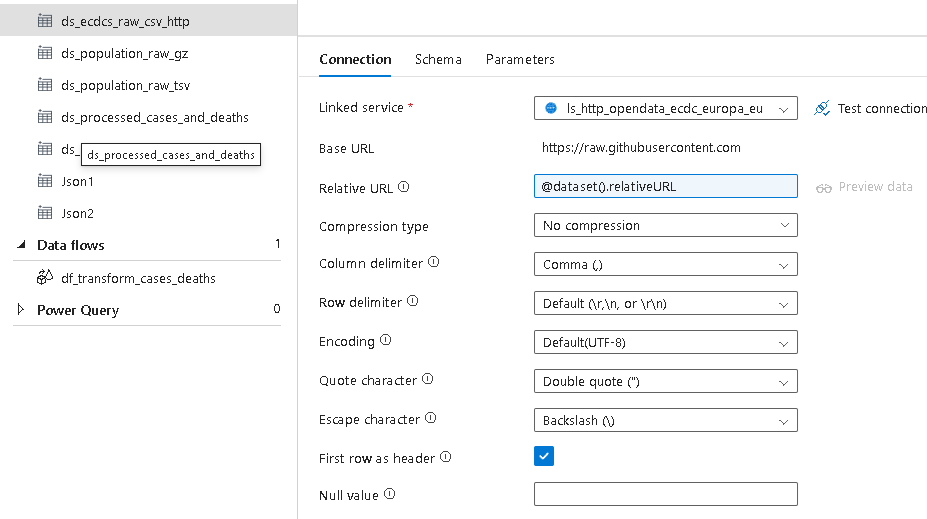 ds_ecdcs_raw_csv_http
ds_population_raw_gz
ds_population_raw_tsv
ds_processed_cases_and_deaths
ds_
ds_processed_cases_and_deaths
Json1
Json2
Data flows 1
df_transform_cases_deaths
Power Query 0
Connection Schema Parameters
Linked service * ls_http_opendata_ecdc_europa_eu Test connection
Base URL https://raw.githubusercontent.com
Relative URL @dataset().relativeURL Preview data
Compression type No compression
Column delimiter Comma (,)
Row delimiter Default (\r,\n, or \r\n)
Encoding Default(UTF-8)
Quote character Double quote (")
Escape character Backslash (\)
First row as header
Null value